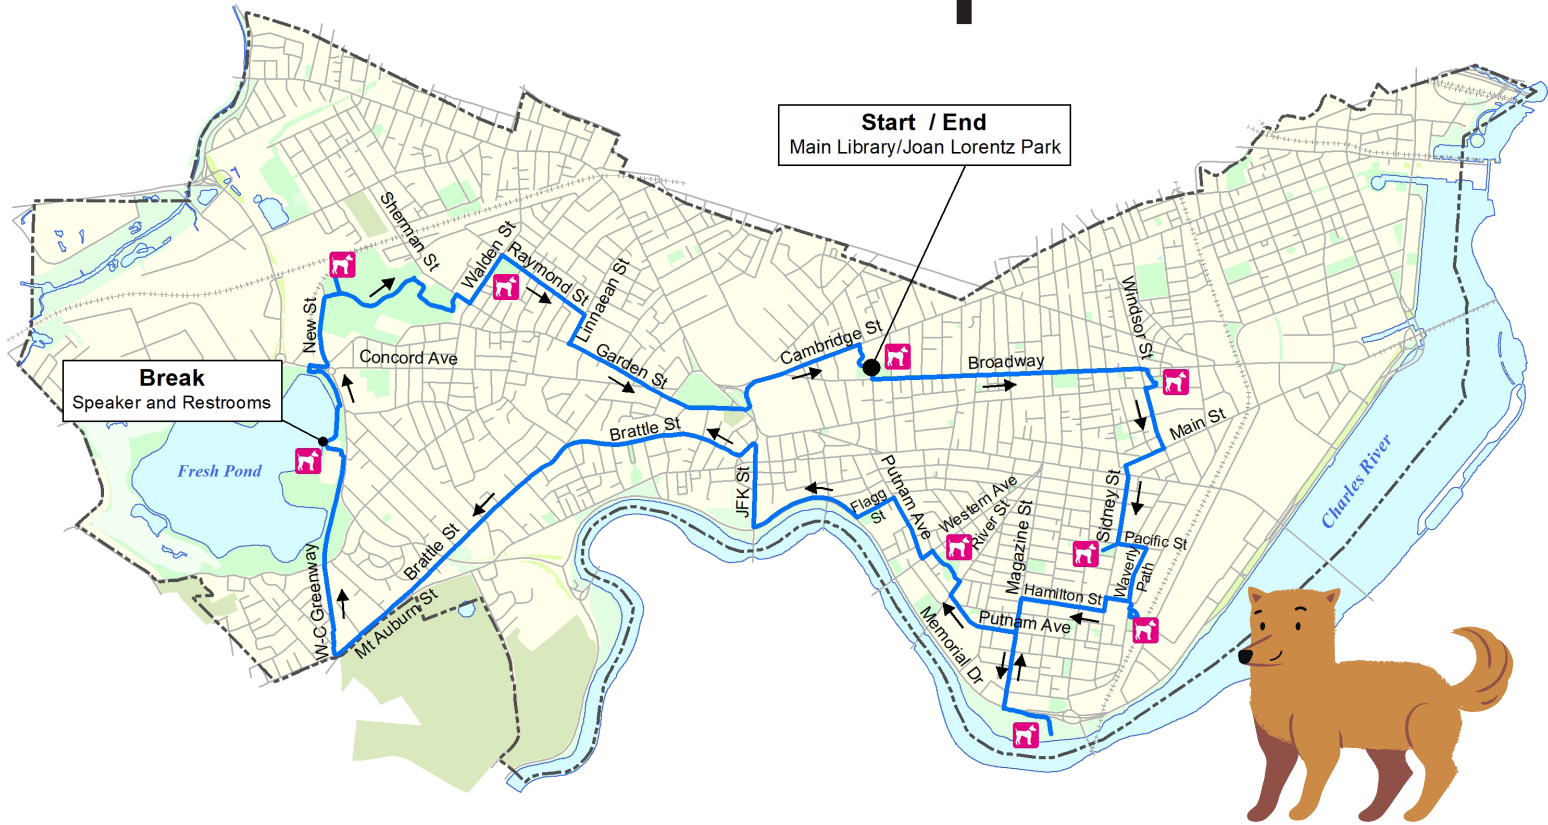 Start / End
Main Library/Joan Lorentz Park
Sherman St
Walden St
Raymond St
Linnaean St
New St
Concord Ave
Garden St
Cambridge St
Broadway
Windsor St
Main St
Break
Speaker and Restrooms
Fresh Pond
Brattle St
JFK St
Flagg
St
Putnam Ave
Western Ave
River St
Magazine St
Sidney St
Pacific St
Waverly
Path
Hamilton St
Putnam Ave
Memorial Dr
Brattle St
Mt Auburn St
W-C Greenway
Charles River